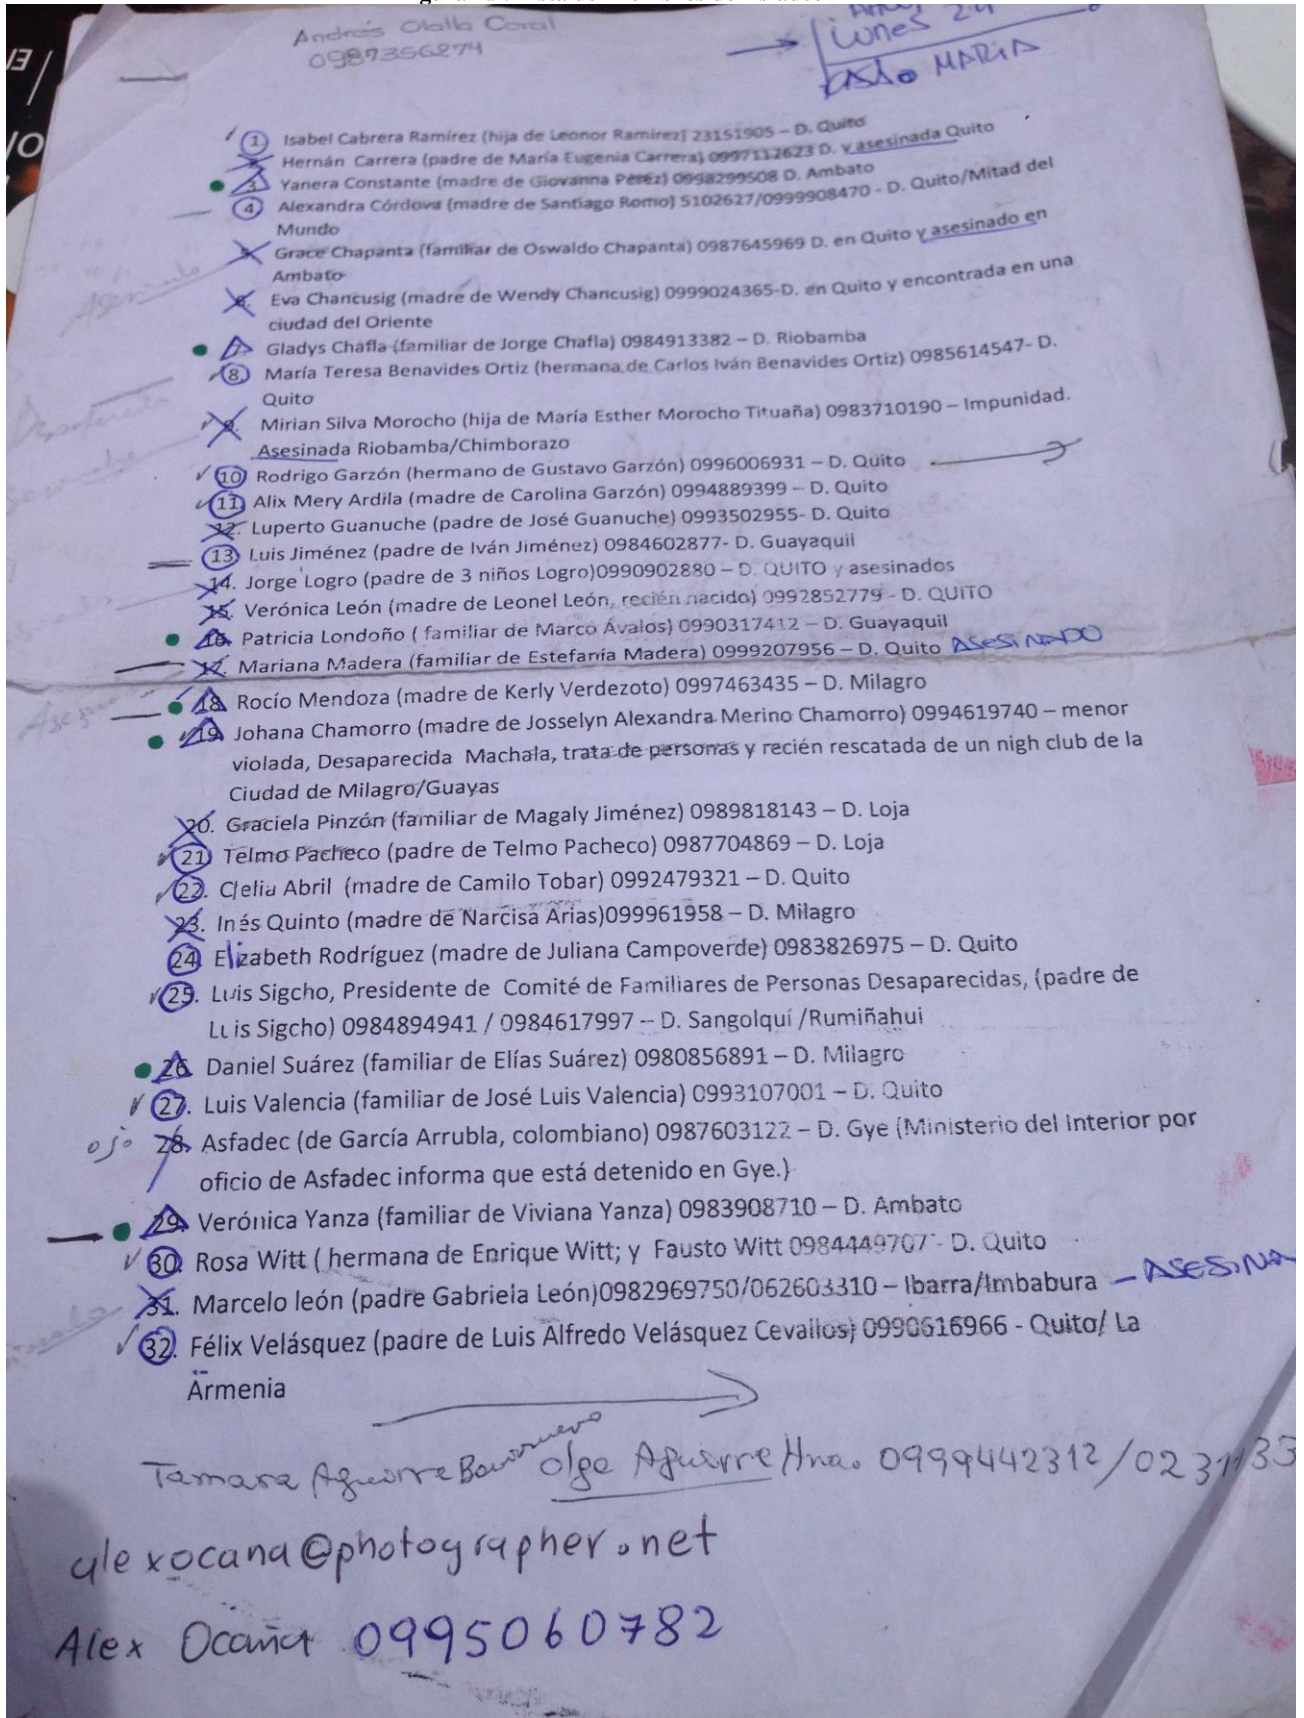 Andrés Olalla Coral
0987356274
Lunes 24
MARIA
1 Isabel Cabrera Ramírez (hija de Leonor Ramírez) 23151905 – D. Quito
Hernán Carrera (padre de María Eugenia Carrera) 0997112623 D. y asesinada Quito
3 Yanera Constante (madre de Giovanna Pérez) 0998299508 D. Ambato
4 Alexandra Córdova (madre de Santiago Romo) 5102627/0999908470 - D. Quito/Mitad del
Mundo
Grace Chapanta (familiar de Oswaldo Chapanta) 0987645969 D. en Quito y asesinado en
Ambato
6. Eva Chancusig (madre de Wendy Chancusig) 0999024365-D. en Quito y encontrada en una
ciudad del Oriente
7 Gladys Chafla (familiar de Jorge Chafla) 0984913382 – D. Riobamba
8 María Teresa Benavides Ortiz (hermana de Carlos Iván Benavides Ortiz) 0985614547- D.
Quito
9. Mirian Silva Morocho (hija de María Esther Morocho Tituaña) 0983710190 – Impunidad.
Asesinada Riobamba/Chimborazo
10 Rodrigo Garzón (hermano de Gustavo Garzón) 0996006931 – D. Quito
11 Alix Mery Ardila (madre de Carolina Garzón) 0994889399 – D. Quito
12. Luperto Guanuche (padre de José Guanuche) 0993502955- D. Quito
13 Luis Jiménez (padre de Iván Jiménez) 0984602877- D. Guayaquil
14. Jorge Logro (padre de 3 niños Logro)0990902880 – D. QUITO y asesinados
15. Verónica León (madre de Leonel León, recién nacido) 0992852779 - D. QUITO
16. Patricia Londoño ( familiar de Marco Ávalos) 0990317412 – D. Guayaquil
17. Mariana Madera (familiar de Estefanía Madera) 0999207956 – D. Quito ASESINADO
18 Rocío Mendoza (madre de Kerly Verdezoto) 0997463435 – D. Milagro
19 Johana Chamorro (madre de Josselyn Alexandra Merino Chamorro) 0994619740 – menor
violada, Desaparecida Machala, trata de personas y recién rescatada de un nigh club de la
Ciudad de Milagro/Guayas
20. Graciela Pinzón (familiar de Magaly Jiménez) 0989818143 – D. Loja
21 Telmo Pacheco (padre de Telmo Pacheco) 0987704869 – D. Loja
22. Clelia Abril (madre de Camilo Tobar) 0992479321 – D. Quito
23. Inés Quinto (madre de Narcisa Arias)099961958 – D. Milagro
24 Elizabeth Rodríguez (madre de Juliana Campoverde) 0983826975 – D. Quito
25. Luis Sigcho, Presidente de Comité de Familiares de Personas Desaparecidas, (padre de
Luis Sigcho) 0984894941 / 0984617997 – D. Sangolquí /Rumiñahui
26 Daniel Suárez (familiar de Elías Suárez) 0980856891 – D. Milagro
27. Luis Valencia (familiar de José Luis Valencia) 0993107001 – D. Quito
ojo 28. Asfadec (de García Arrubla, colombiano) 0987603122 – D. Gye (Ministerio del Interior por
oficio de Asfadec informa que está detenido en Gye.)
29. Verónica Yanza (familiar de Viviana Yanza) 0983908710 – D. Ambato
30. Rosa Witt ( hermana de Enrique Witt; y Fausto Witt 0984449707 - D. Quito
31. Marcelo león (padre Gabriela León)0982969750/062603310 – Ibarra/Imbabura – ASESINA
32. Félix Velásquez (padre de Luis Alfredo Velásquez Cevallos) 0990616966 - Quito/ La
Armenia
Tamara Aguirre Olga Aguirre Hna. 0999442312/0231133
alexocana@photographer.net
Alex Ocaña 0995060782